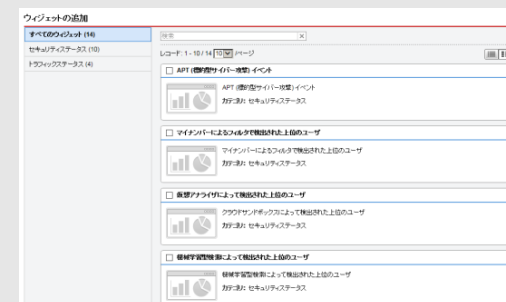 ウィジェットの追加
すべてのウィジェット (14)
セキュリティステータス (10)
トラフィックステータス (4)
検索
レコード: 1 - 10 / 14 10 / ページ
APT (標的型サイバー攻撃) イベント
APT (標的型サイバー攻撃) イベント
カテゴリ: セキュリティステータス
マイナンバーによるフィルタで検出された上位のユーザ
マイナンバーによるフィルタで検出された上位のユーザ
カテゴリ: セキュリティステータス
仮想アナライザによって検出された上位のユーザ
クラウドサンドボックスによって検出された上位のユーザ
カテゴリ: セキュリティステータス
機械学習型検索によって検出された上位のユーザ
機械学習型検索によって検出された上位のユーザ
カテゴリ: セキュリティステータス